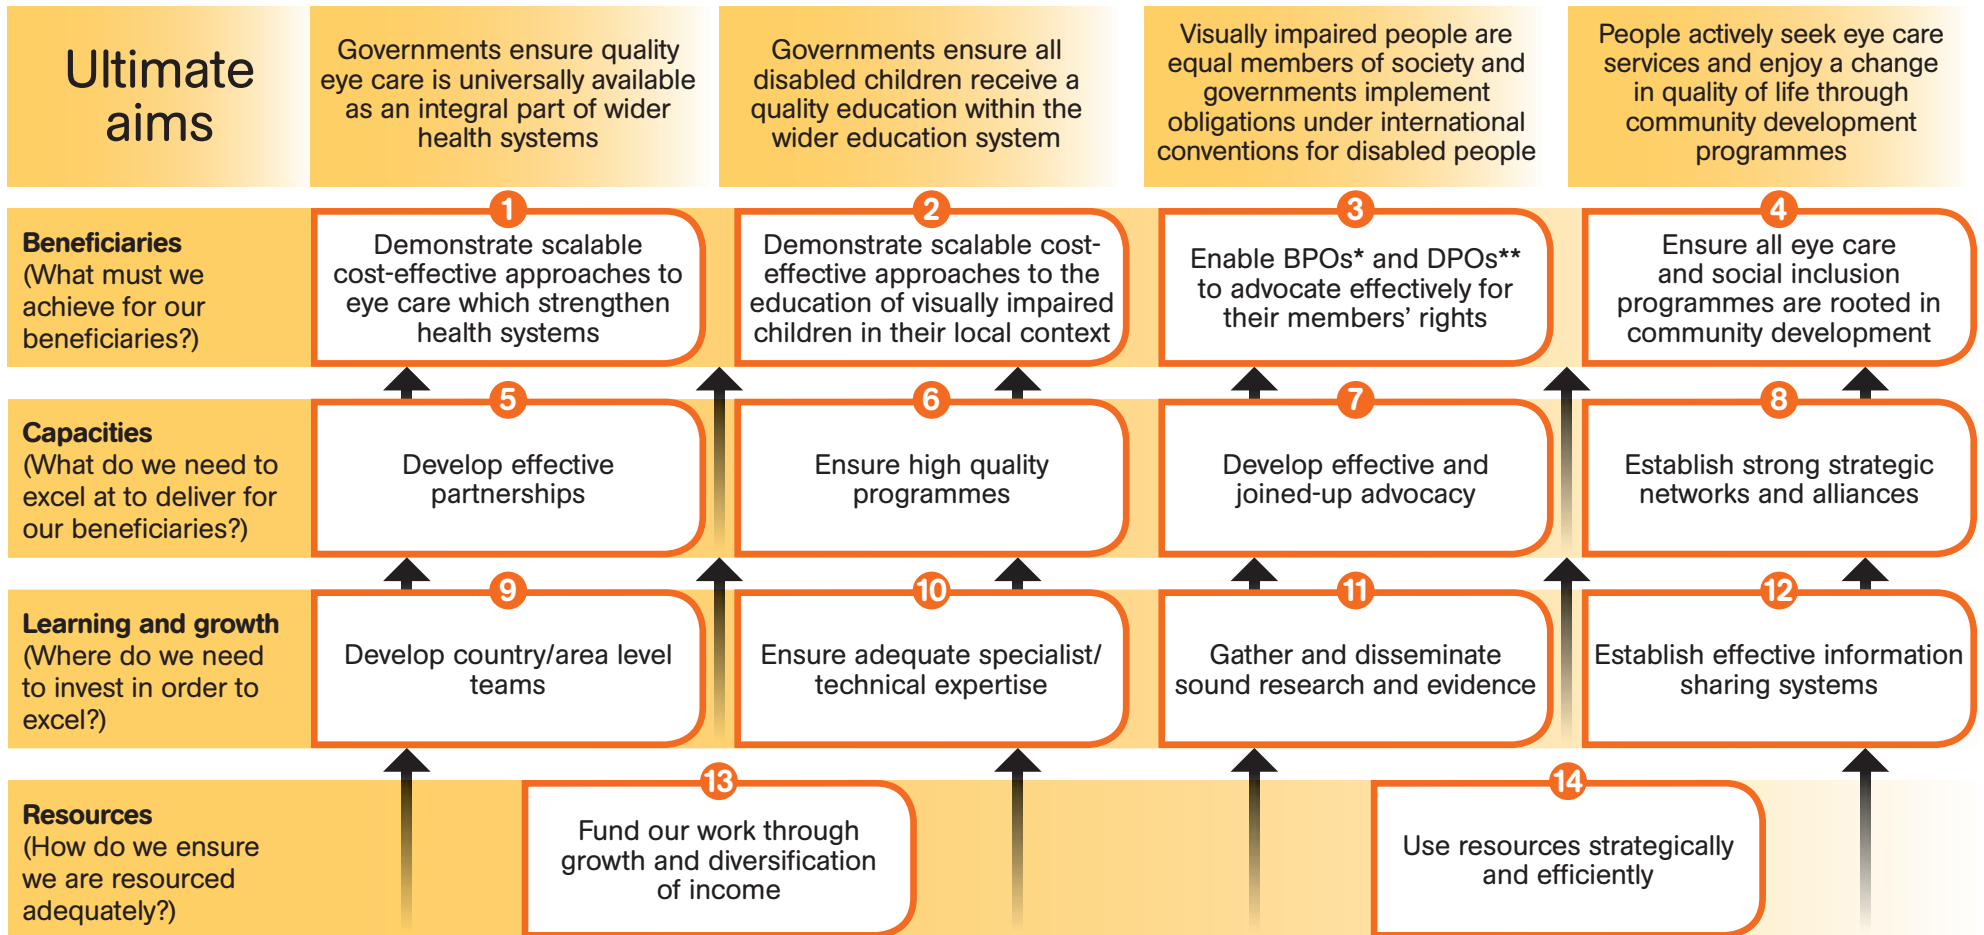 Ultimate
aims
Governments ensure quality
eye care is universally available
as an integral part of wider
health systems
Governments ensure all
disabled children receive a
quality education within the
wider education system
Visually impaired people are
equal members of society and
governments implement
obligations under international
conventions for disabled people
People actively seek eye care
services and enjoy a change
in quality of life through
community development
programmes
Beneficiaries
(What must we
achieve for our
beneficiaries?)
1
Demonstrate scalable
cost-effective approaches to
eye care which strengthen
health systems
2
Demonstrate scalable cost-
effective approaches to the
education of visually impaired
children in their local context
3
Enable BPOs* and DPOs**
to advocate effectively for
their members’ rights
4
Ensure all eye care
and social inclusion
programmes are rooted in
community development
Capacities
(What do we need to
excel at to deliver for
our beneficiaries?)
5
Develop effective
partnerships
6
Ensure high quality
programmes
7
Develop effective and
joined-up advocacy
8
Establish strong strategic
networks and alliances
Learning and growth
(Where do we need
to invest in order to
excel?)
9
Develop country/area level
teams
10
Ensure adequate specialist/
technical expertise
11
Gather and disseminate
sound research and evidence
12
Establish effective information
sharing systems
Resources
(How do we ensure
we are resourced
adequately?)
13
Fund our work through
growth and diversification
of income
14
Use resources strategically
and efficiently